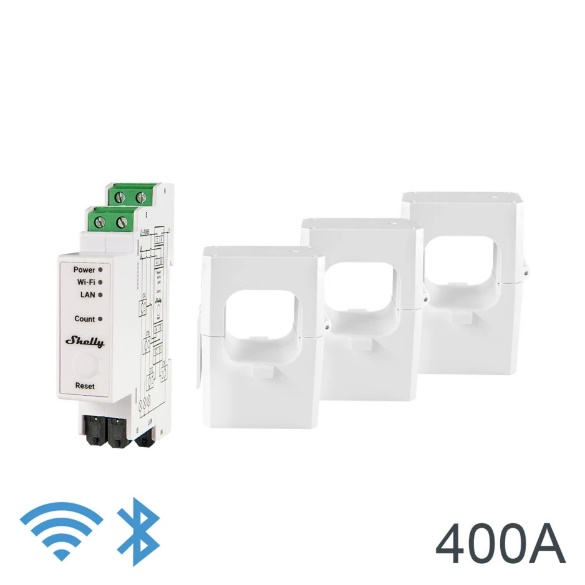 Power
Wi-Fi
LAN
Count
Shelly
Reset
400A